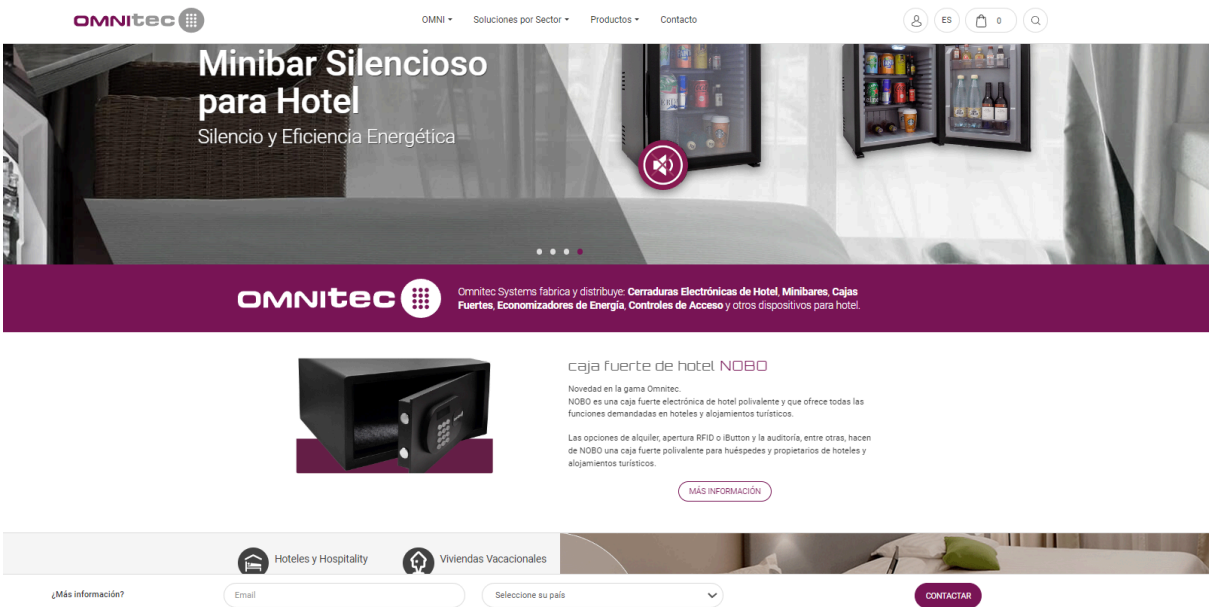 OMNITEC
OMNI
Soluciones por Sector
Productos
Contacto
ES
0
Minibar Silencioso
para Hotel
Silencio y Eficiencia Energética
OMNITEC
Omnitec Systems fabrica y distribuye: Cerraduras Electrónicas de Hotel, Minibares, Cajas
Fuertes, Economizadores de Energía, Controles de Acceso y otros dispositivos para hotel.
caja fuerte de hotel NOBO
Novedad en la gama Omnitec.
NOBO es una caja fuerte electrónica de hotel polivalente y que ofrece todas las
funciones demandadas en hoteles y alojamientos turísticos.
Las opciones de alquiler, apertura RFID o iButton y la auditoría, entre otras, hacen
de NOBO una caja fuerte polivalente para huéspedes y propietarios de hoteles y
alojamientos turísticos.
MÁS INFORMACIÓN
Hoteles y Hospitality
Viviendas Vacacionales
¿Más información?
Email
Seleccione su país
CONTACTAR